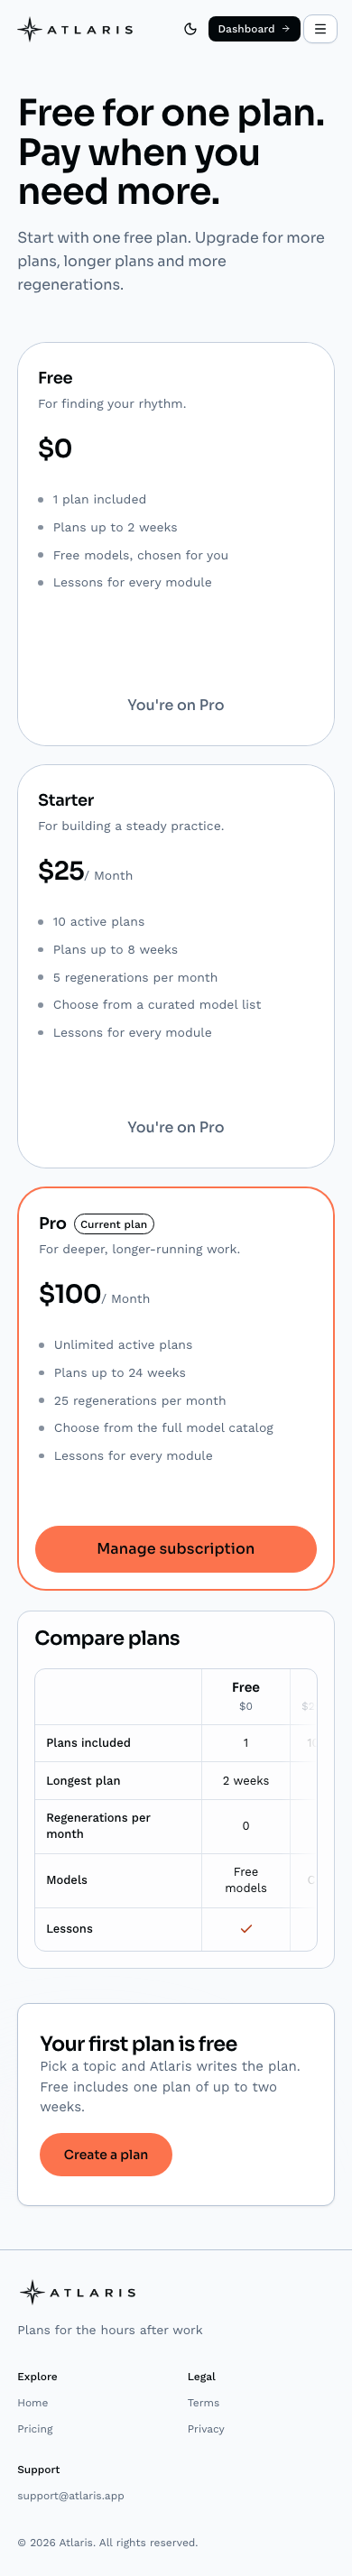 ATLARIS
Dashboard →
Free for one plan.
Pay when you
need more.
Start with one free plan. Upgrade for more
plans, longer plans and more
regenerations.
Free
For finding your rhythm.
$0
1 plan included
Plans up to 2 weeks
Free models, chosen for you
Lessons for every module
You're on Pro
Starter
For building a steady practice.
$25/ Month
10 active plans
Plans up to 8 weeks
5 regenerations per month
Choose from a curated model list
Lessons for every module
You're on Pro
Pro Current plan
For deeper, longer-running work.
$100/ Month
Unlimited active plans
Plans up to 24 weeks
25 regenerations per month
Choose from the full model catalog
Lessons for every module
Manage subscription
Compare plans
Free
$0
Plans included 1
Longest plan 2 weeks
Regenerations per
month 0
Models Free
models
Lessons
Your first plan is free
Pick a topic and Atlaris writes the plan.
Free includes one plan of up to two
weeks.
Create a plan
ATLARIS
Plans for the hours after work
Explore Legal
Home Terms
Pricing Privacy
Support
support@atlaris.app
© 2026 Atlaris. All rights reserved.